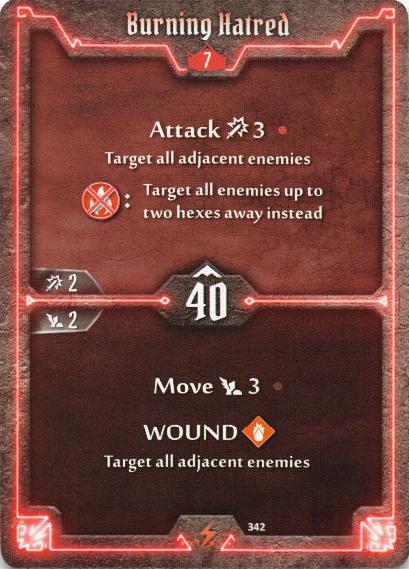 Burning Hatred
7
Attack 3
Target all adjacent enemies
: Target all enemies up to
two hexes away instead
2
40
2
Move 3
WOUND
Target all adjacent enemies
342